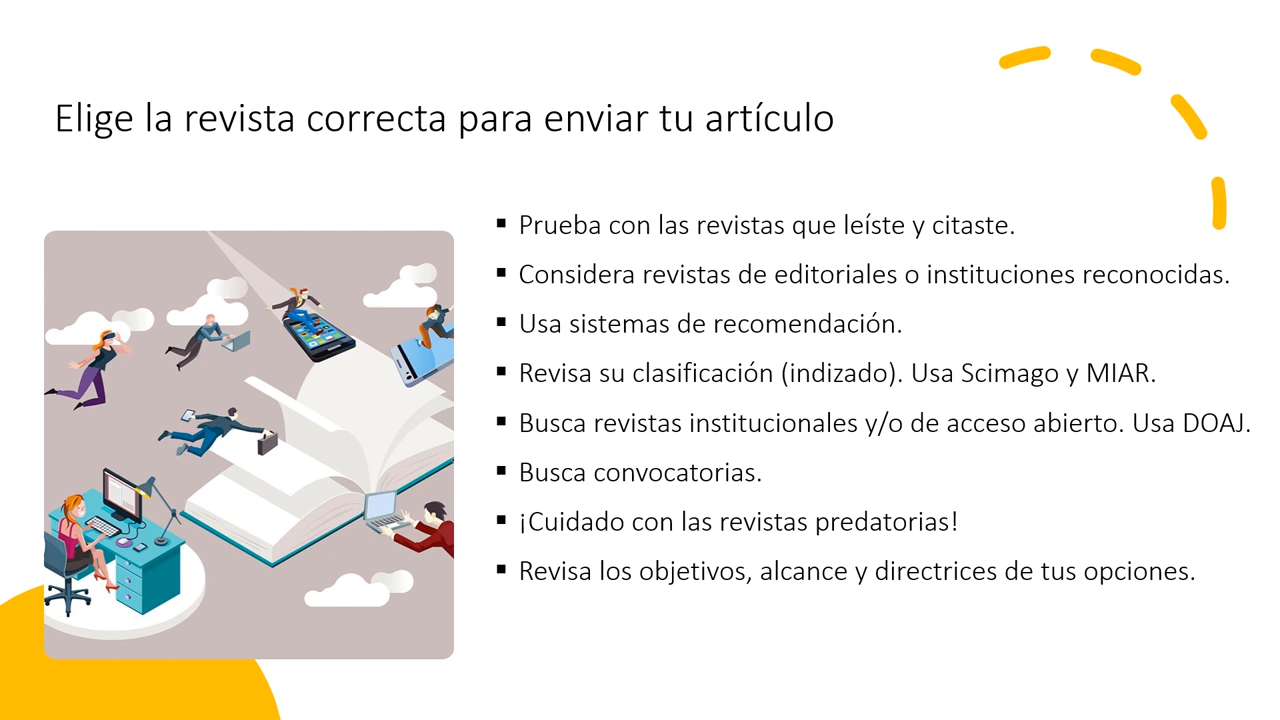 Elige la revista correcta para enviar tu artículo
▪ Prueba con las revistas que leíste y citaste.
▪ Considera revistas de editoriales o instituciones reconocidas.
▪ Usa sistemas de recomendación.
▪ Revisa su clasificación (indizado). Usa Scimago y MIAR.
▪ Busca revistas institucionales y/o de acceso abierto. Usa DOAJ.
▪ Busca convocatorias.
▪ ¡Cuidado con las revistas predatorias!
▪ Revisa los objetivos, alcance y directrices de tus opciones.